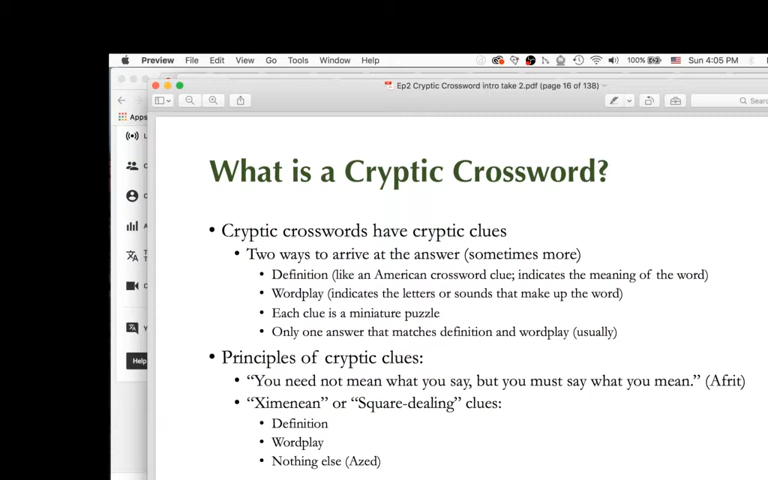 Preview File Edit View Go Tools Window Help 100% Sun 4:05 PM
Ep2 Cryptic Crossword intro take 2.pdf (page 16 of 138)
Apps
What is a Cryptic Crossword?
• Cryptic crosswords have cryptic clues
• Two ways to arrive at the answer (sometimes more)
• Definition (like an American crossword clue; indicates the meaning of the word)
• Wordplay (indicates the letters or sounds that make up the word)
• Each clue is a miniature puzzle
• Only one answer that matches definition and wordplay (usually)
• Principles of cryptic clues:
• “You need not mean what you say, but you must say what you mean.” (Afrit)
• “Ximenean” or “Square-dealing” clues:
• Definition
• Wordplay
• Nothing else (Azed)
Help